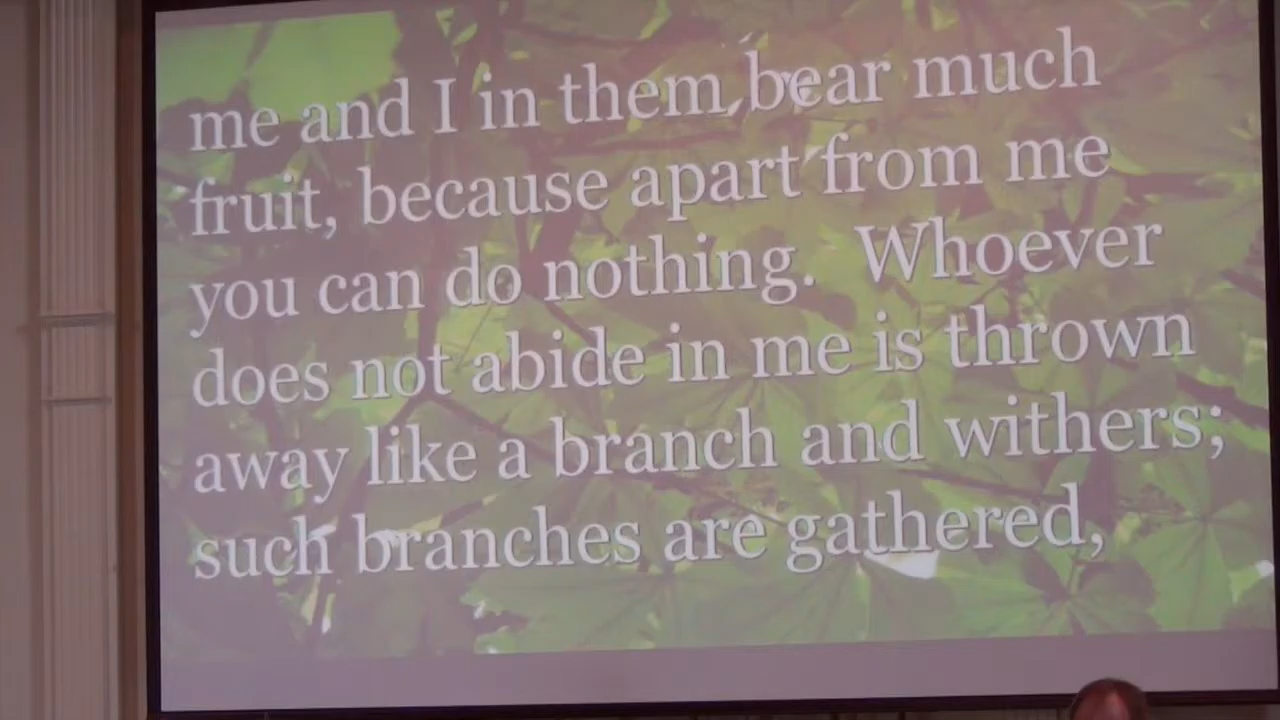 me and I in them bear much
fruit, because apart from me
you can do nothing. Whoever
does not abide in me is thrown
away like a branch and withers;
such branches are gathered,